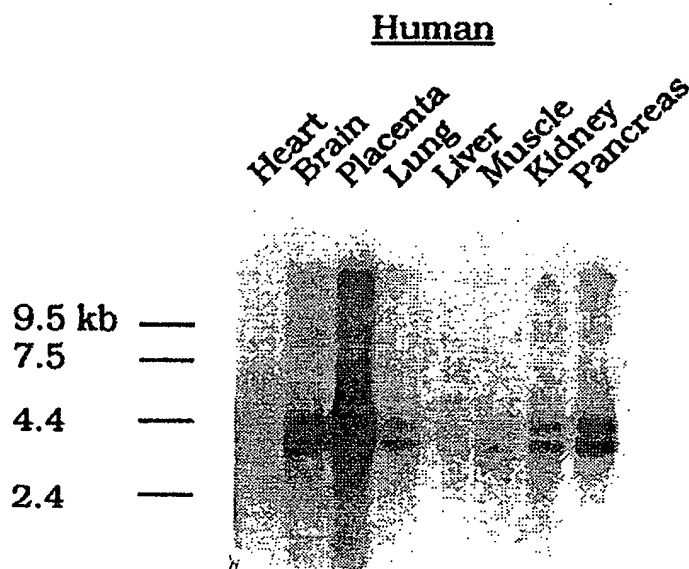 Human
Heart
Brain
Placenta
Lung
Liver
Muscle
Kidney
Pancreas
9.5 kb
7.5
4.4
2.4